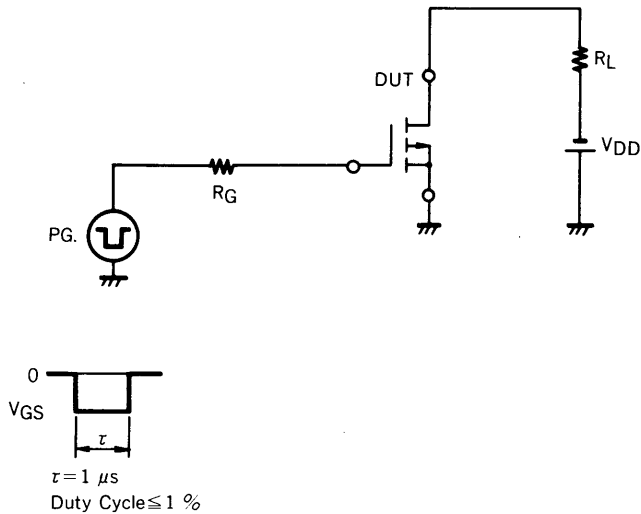 DUT
RL
VDD
RG
PG.
0
VGS
τ
τ=1 μs
Duty Cycle≦1 %